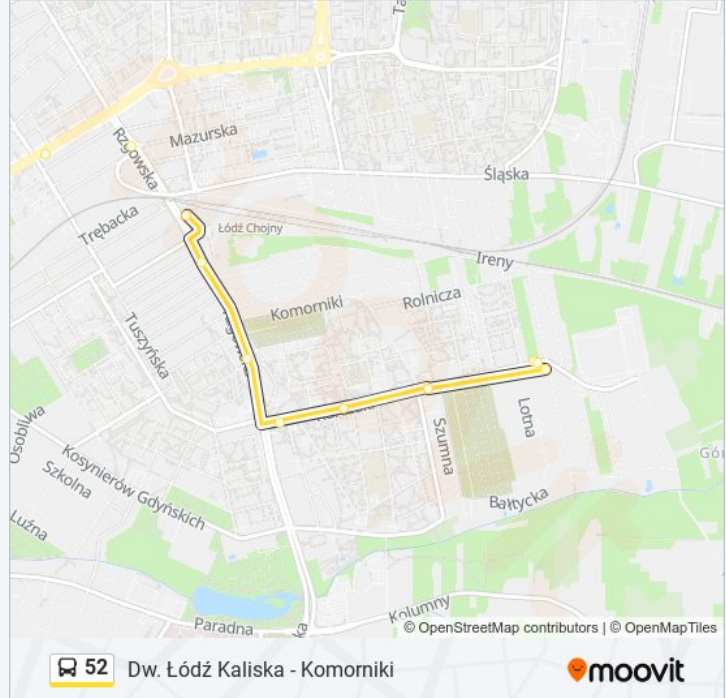 Mazurska
Rzgowska
Śląska
Trębacka
Łódź Chojny
Ireny
Komorniki
Rolnicza
Tuszyńska
Osobliwa
Szumna
Lotna
Kosynierów Gdyńskich
Szkolna
Bałtycka
Luźna
Kolumny
Paradna
© OpenStreetMap contributors | © OpenMapTiles
52 Dw. Łódź Kaliska - Komorniki
moovit